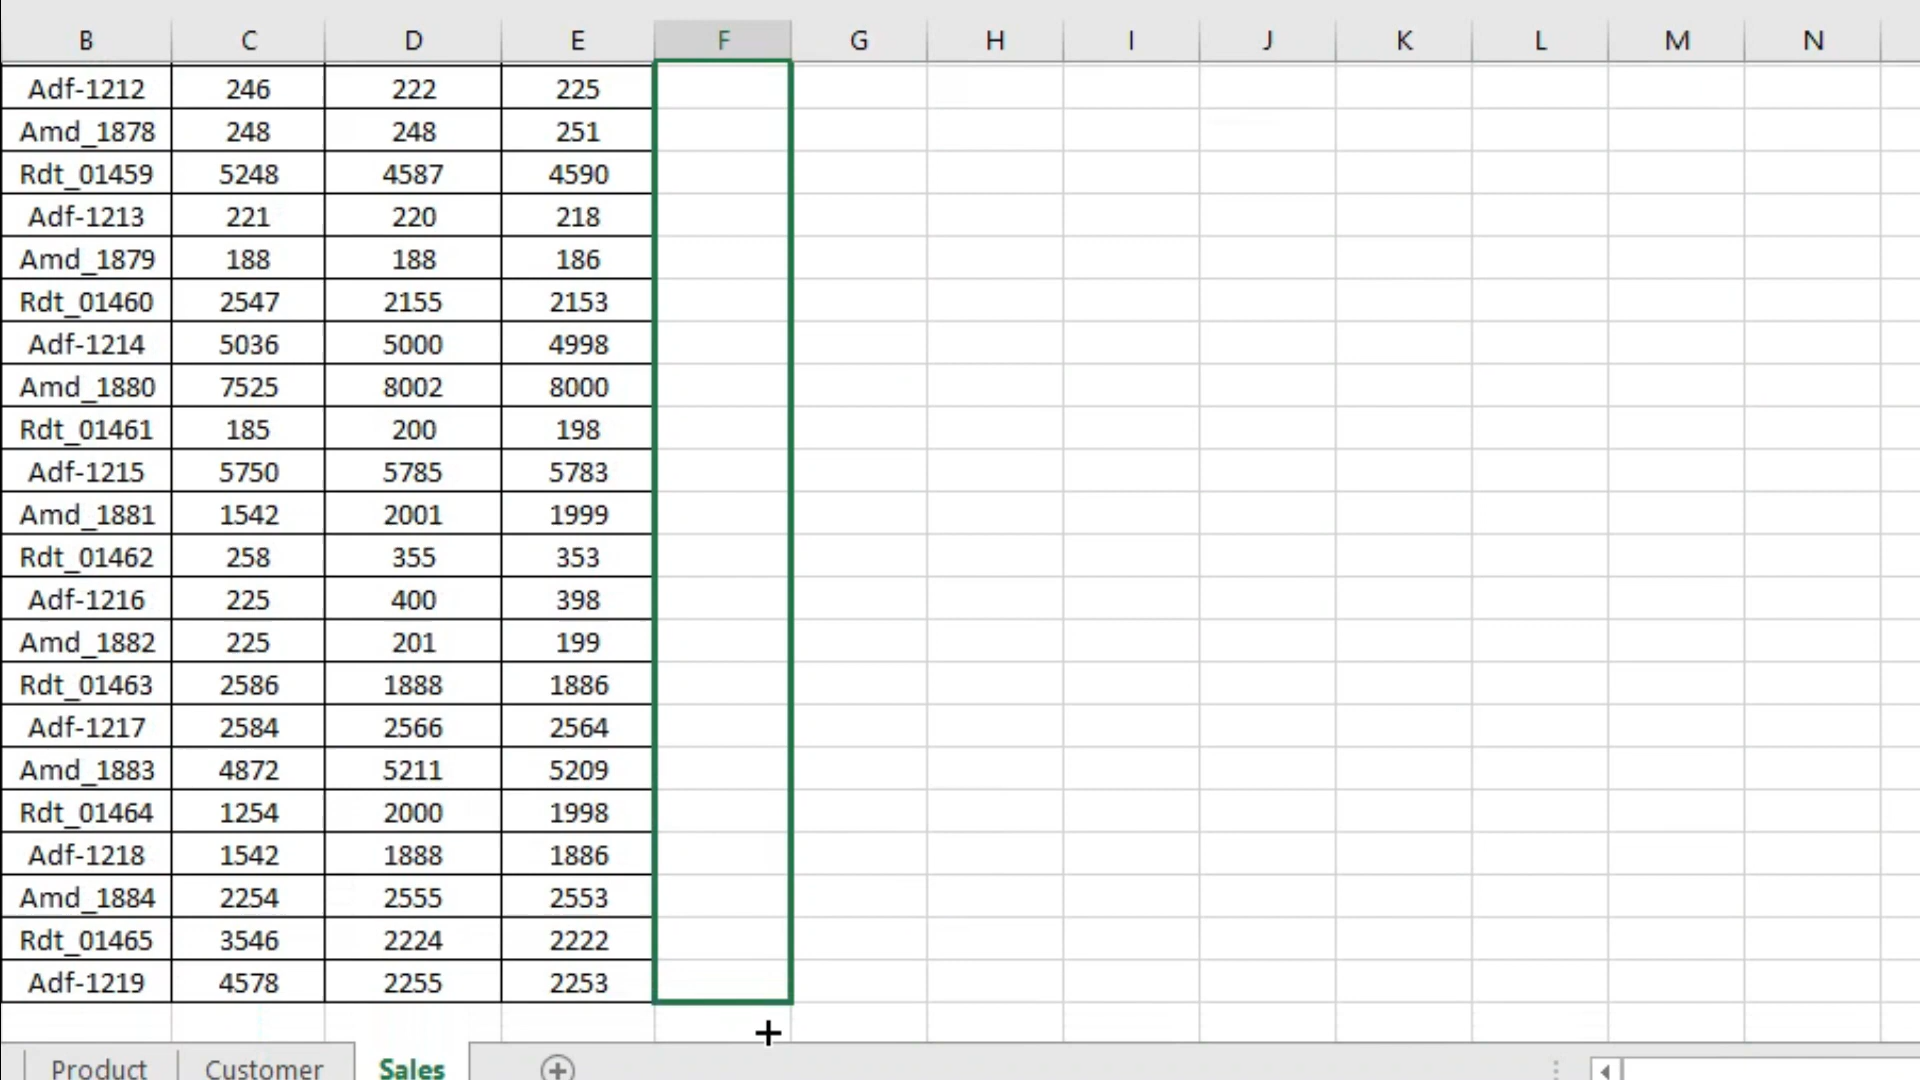 B C D E F G H I J K L M N
Adf-1212 246 222 225
Amd_1878 248 248 251
Rdt_01459 5248 4587 4590
Adf-1213 221 220 218
Amd_1879 188 188 186
Rdt_01460 2547 2155 2153
Adf-1214 5036 5000 4998
Amd_1880 7525 8002 8000
Rdt_01461 185 200 198
Adf-1215 5750 5785 5783
Amd_1881 1542 2001 1999
Rdt_01462 258 355 353
Adf-1216 225 400 398
Amd_1882 225 201 199
Rdt_01463 2586 1888 1886
Adf-1217 2584 2566 2564
Amd_1883 4872 5211 5209
Rdt_01464 1254 2000 1998
Adf-1218 1542 1888 1886
Amd_1884 2254 2555 2553
Rdt_01465 3546 2224 2222
Adf-1219 4578 2255 2253
Product Customer Sales